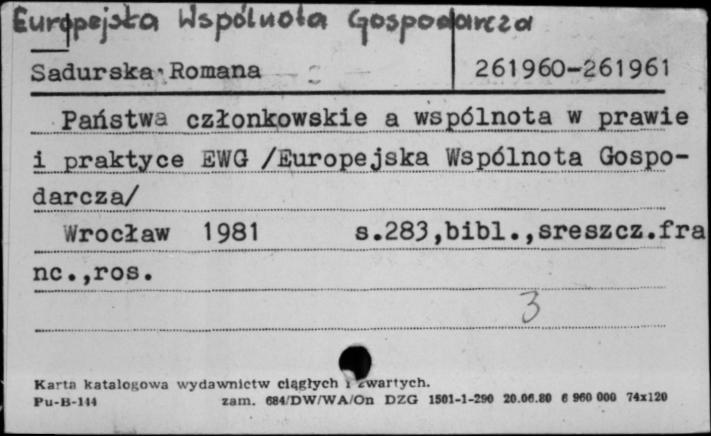 Europejska Wspólnota Gospodarcza
Sadurska Romana 261960-261961
Państwa członkowskie a wspólnota w prawie
i praktyce EWG /Europejska Wspólnota Gospo-
darcza/
Wrocław 1981 s.283,bibl.,sreszcz.fra
nc.,ros.
3
Karta katalogowa wydawnictw ciągłych i zwartych.
Pu-B-144 zam. 684/DW/WA/On DZG 1501-1-290 20.06.80 6 960 000 74x120